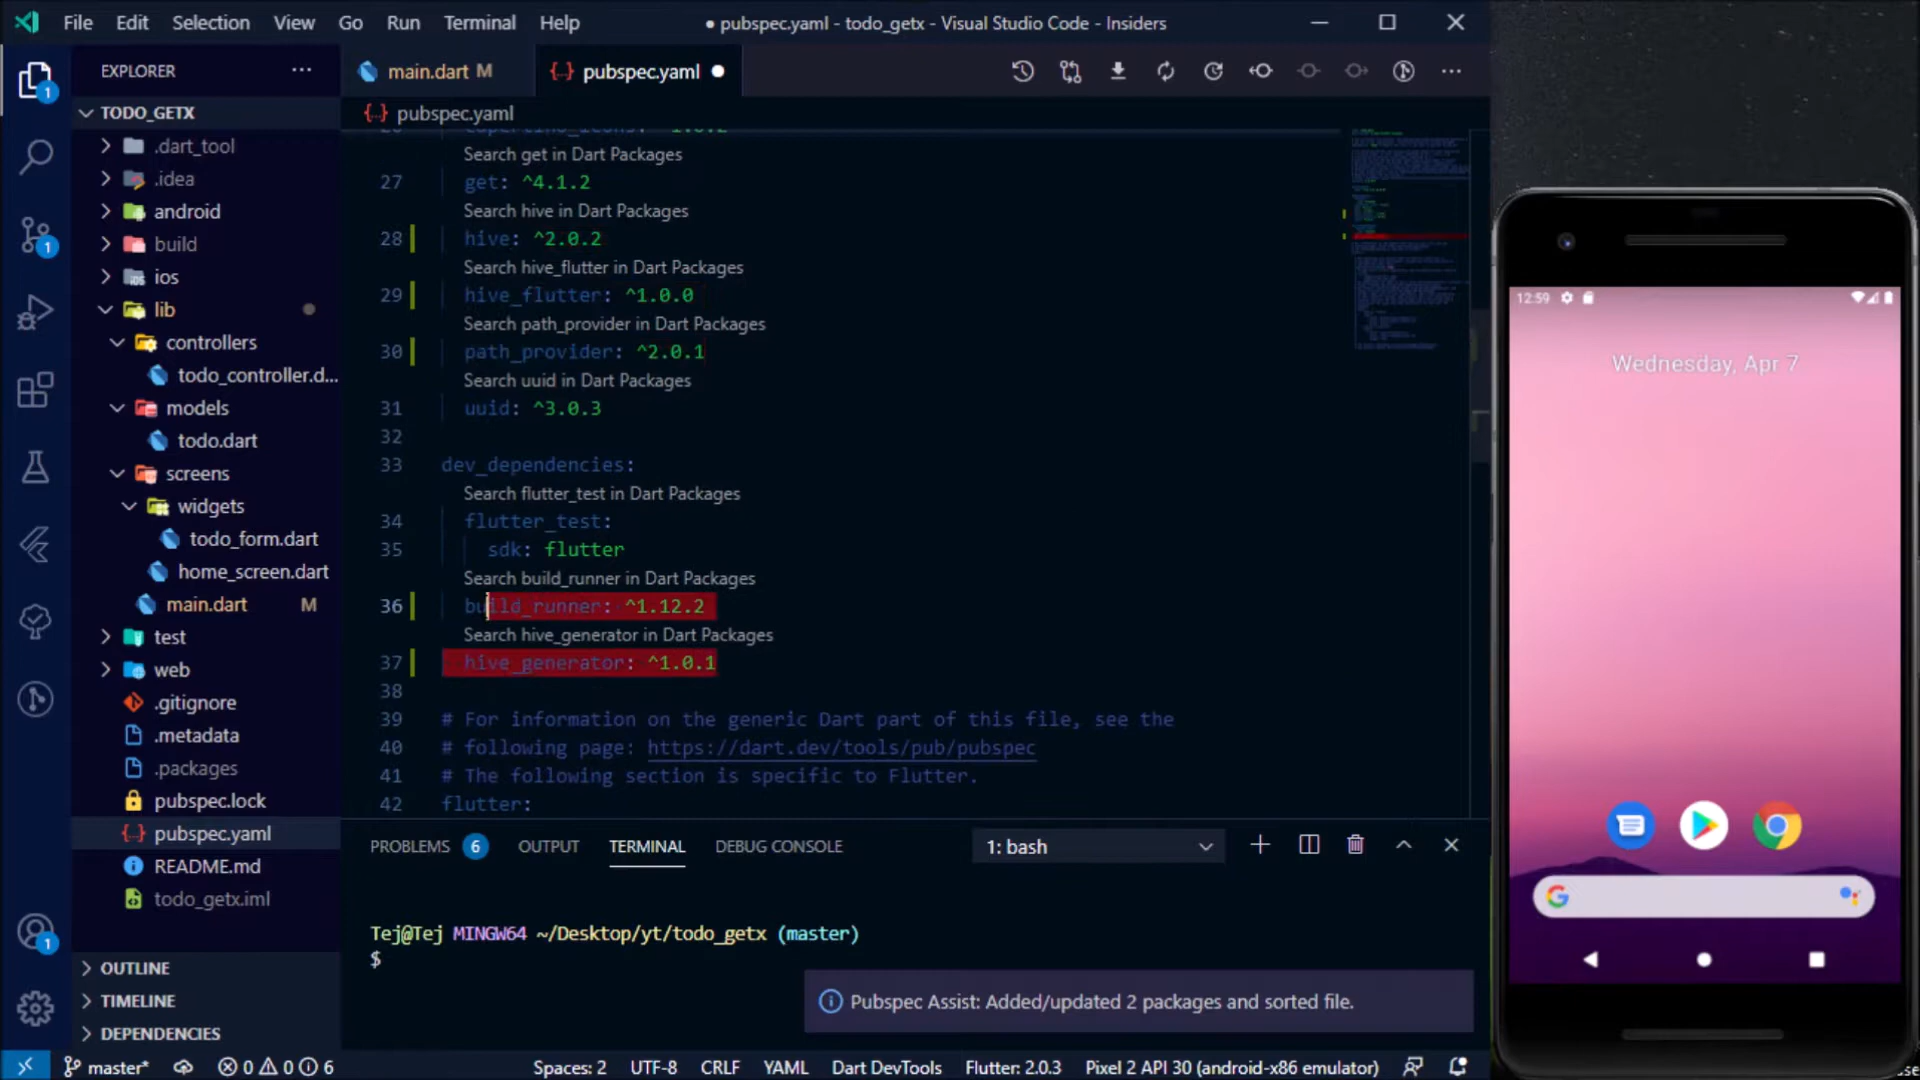 File Edit Selection View Go Run Terminal Help
● pubspec.yaml - todo_getx - Visual Studio Code - Insiders
EXPLORER
main.dart M
{} pubspec.yaml
TODO_GETX
{} pubspec.yaml
.dart_tool
.idea
android
build
ios
lib
controllers
todo_controller.d...
models
todo.dart
screens
widgets
todo_form.dart
home_screen.dart
main.dart M
test
web
.gitignore
.metadata
.packages
pubspec.lock
{} pubspec.yaml
README.md
todo_getx.iml
OUTLINE
TIMELINE
DEPENDENCIES
1
1
1
Search get in Dart Packages
27 get: ^4.1.2
Search hive in Dart Packages
28 hive: ^2.0.2
Search hive_flutter in Dart Packages
29 hive_flutter: ^1.0.0
Search path_provider in Dart Packages
30 path_provider: ^2.0.1
Search uuid in Dart Packages
31 uuid: ^3.0.3
32
33 dev_dependencies:
Search flutter_test in Dart Packages
34 flutter_test:
35 sdk: flutter
Search build_runner in Dart Packages
36 build_runner: ^1.12.2
Search hive_generator in Dart Packages
37 hive_generator: ^1.0.1
38
39 # For information on the generic Dart part of this file, see the
40 # following page: https://dart.dev/tools/pub/pubspec
41 # The following section is specific to Flutter.
42 flutter:
PROBLEMS 6 OUTPUT TERMINAL DEBUG CONSOLE 1: bash
Tej@Tej MINGW64 ~/Desktop/yt/todo_getx (master)
$
Pubspec Assist: Added/updated 2 packages and sorted file.
master* 0 0 6 Spaces: 2 UTF-8 CRLF YAML Dart DevTools Flutter: 2.0.3 Pixel 2 API 30 (android-x86 emulator)
12:59
Wednesday, Apr 7
G